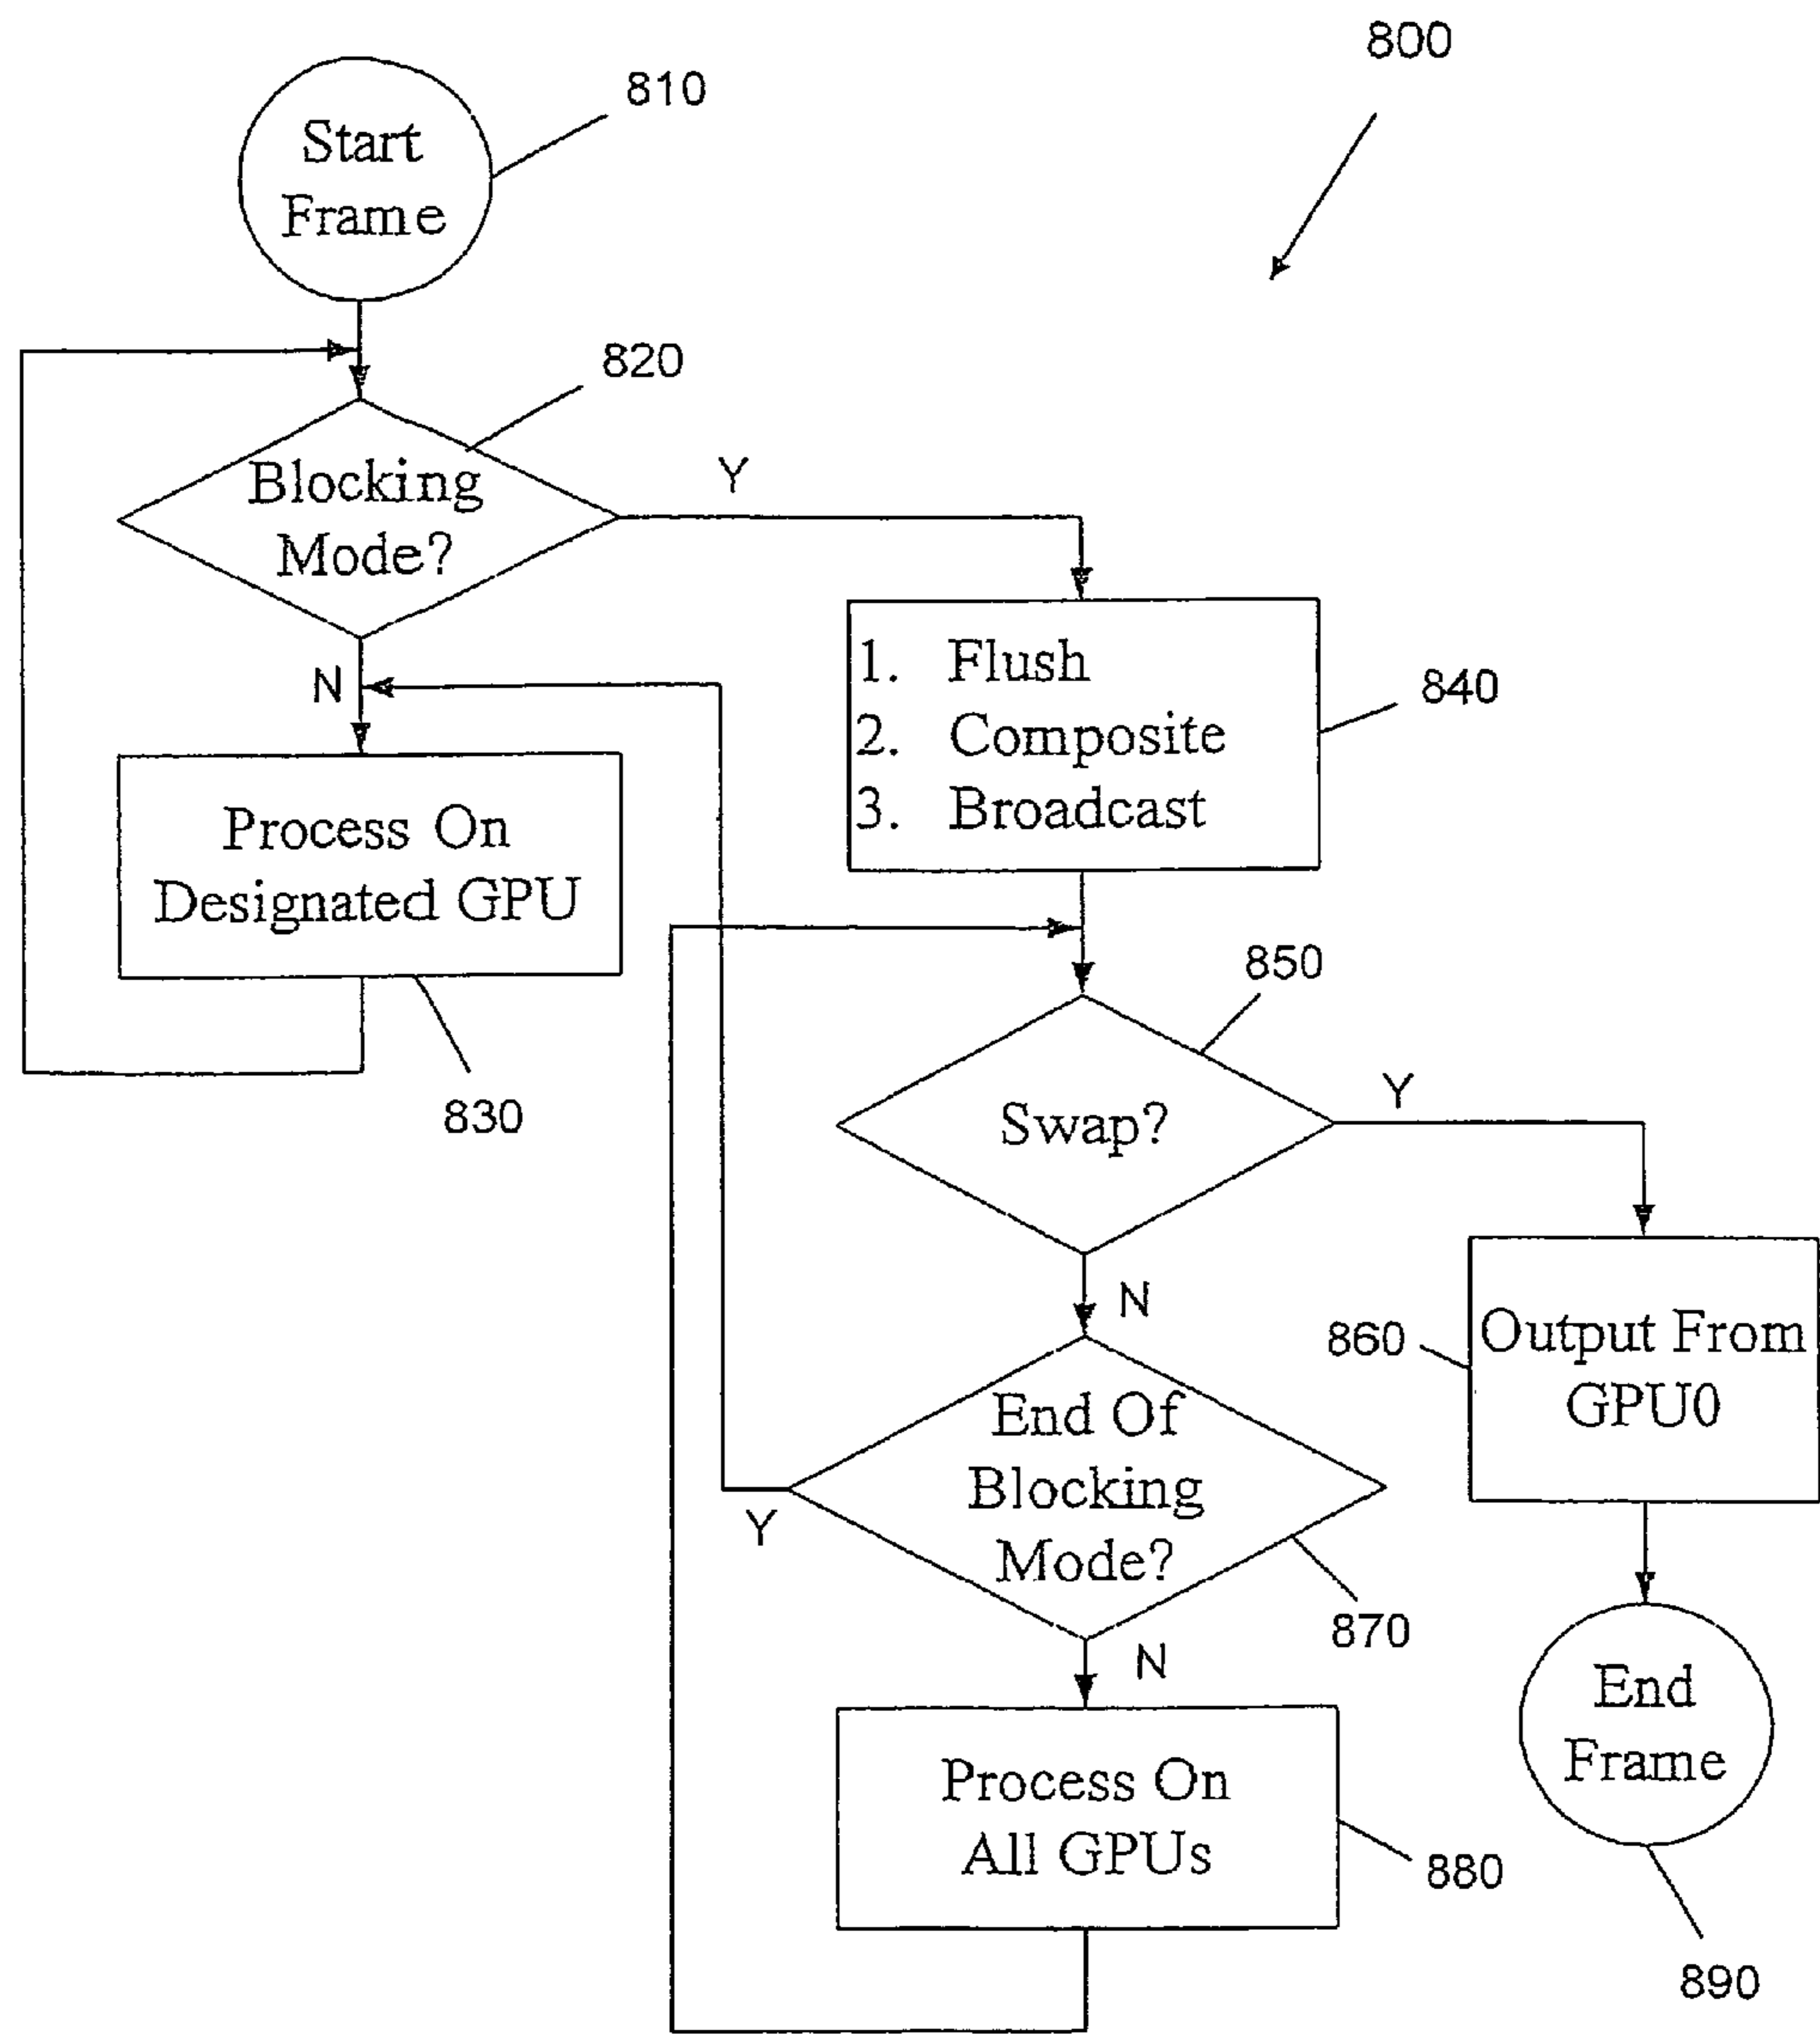 800
810
Start
Frame
820
Blocking
Mode?
Y
N
840
1. Flush
2. Composite
3. Broadcast
Process On
Designated GPU
830
850
Swap?
Y
N
860
Output From
GPU0
End Of
Blocking
Mode?
Y
870
N
End
Frame
Process On
All GPUs
880
890